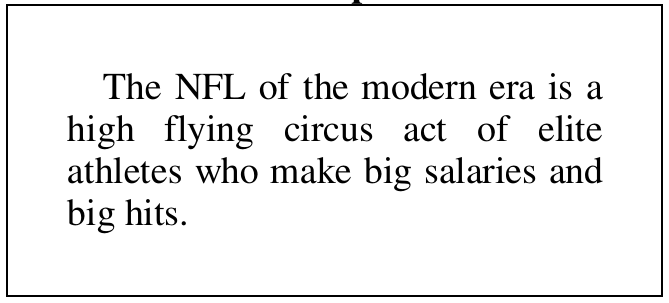 The NFL of the modern era is a
high flying circus act of elite
athletes who make big salaries and
big hits.